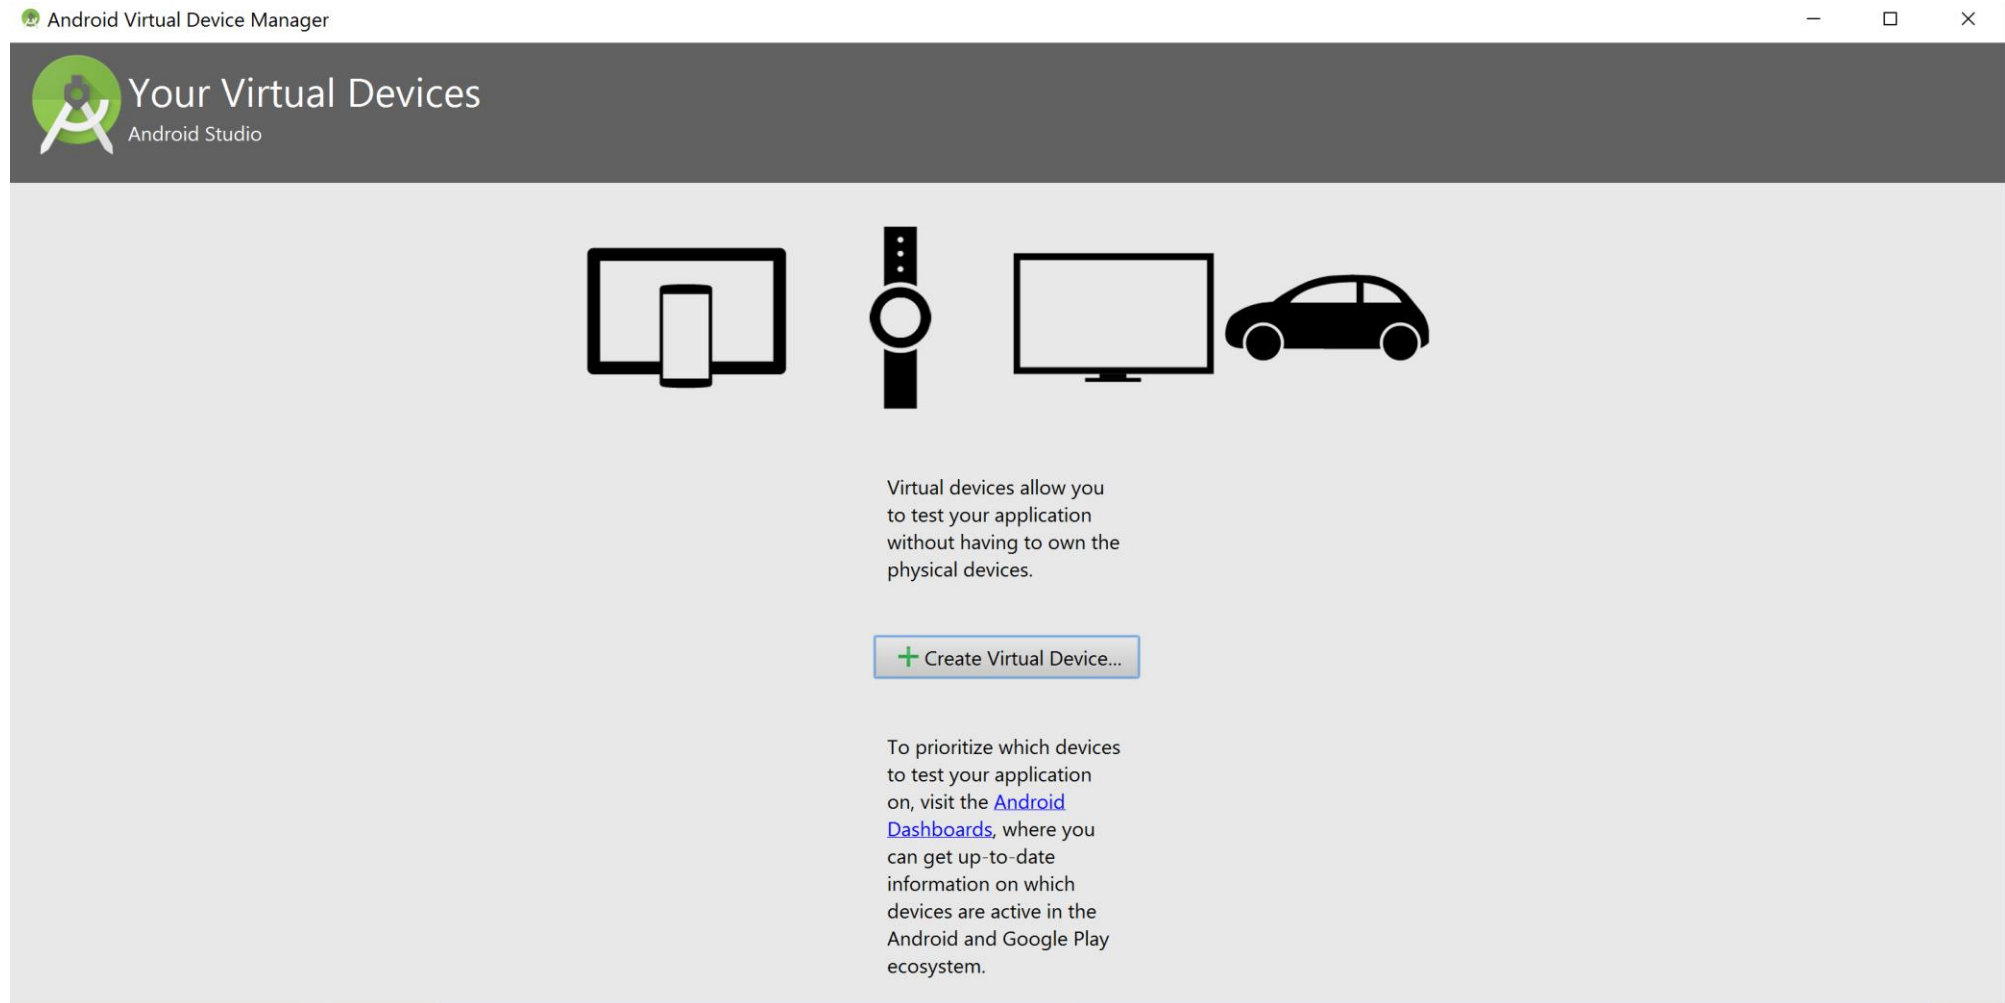 Android Virtual Device Manager
Your Virtual Devices
Android Studio
Virtual devices allow you
to test your application
without having to own the
physical devices.
Create Virtual Device...
To prioritize which devices
to test your application
on, visit the Android
Dashboards, where you
can get up-to-date
information on which
devices are active in the
Android and Google Play
ecosystem.